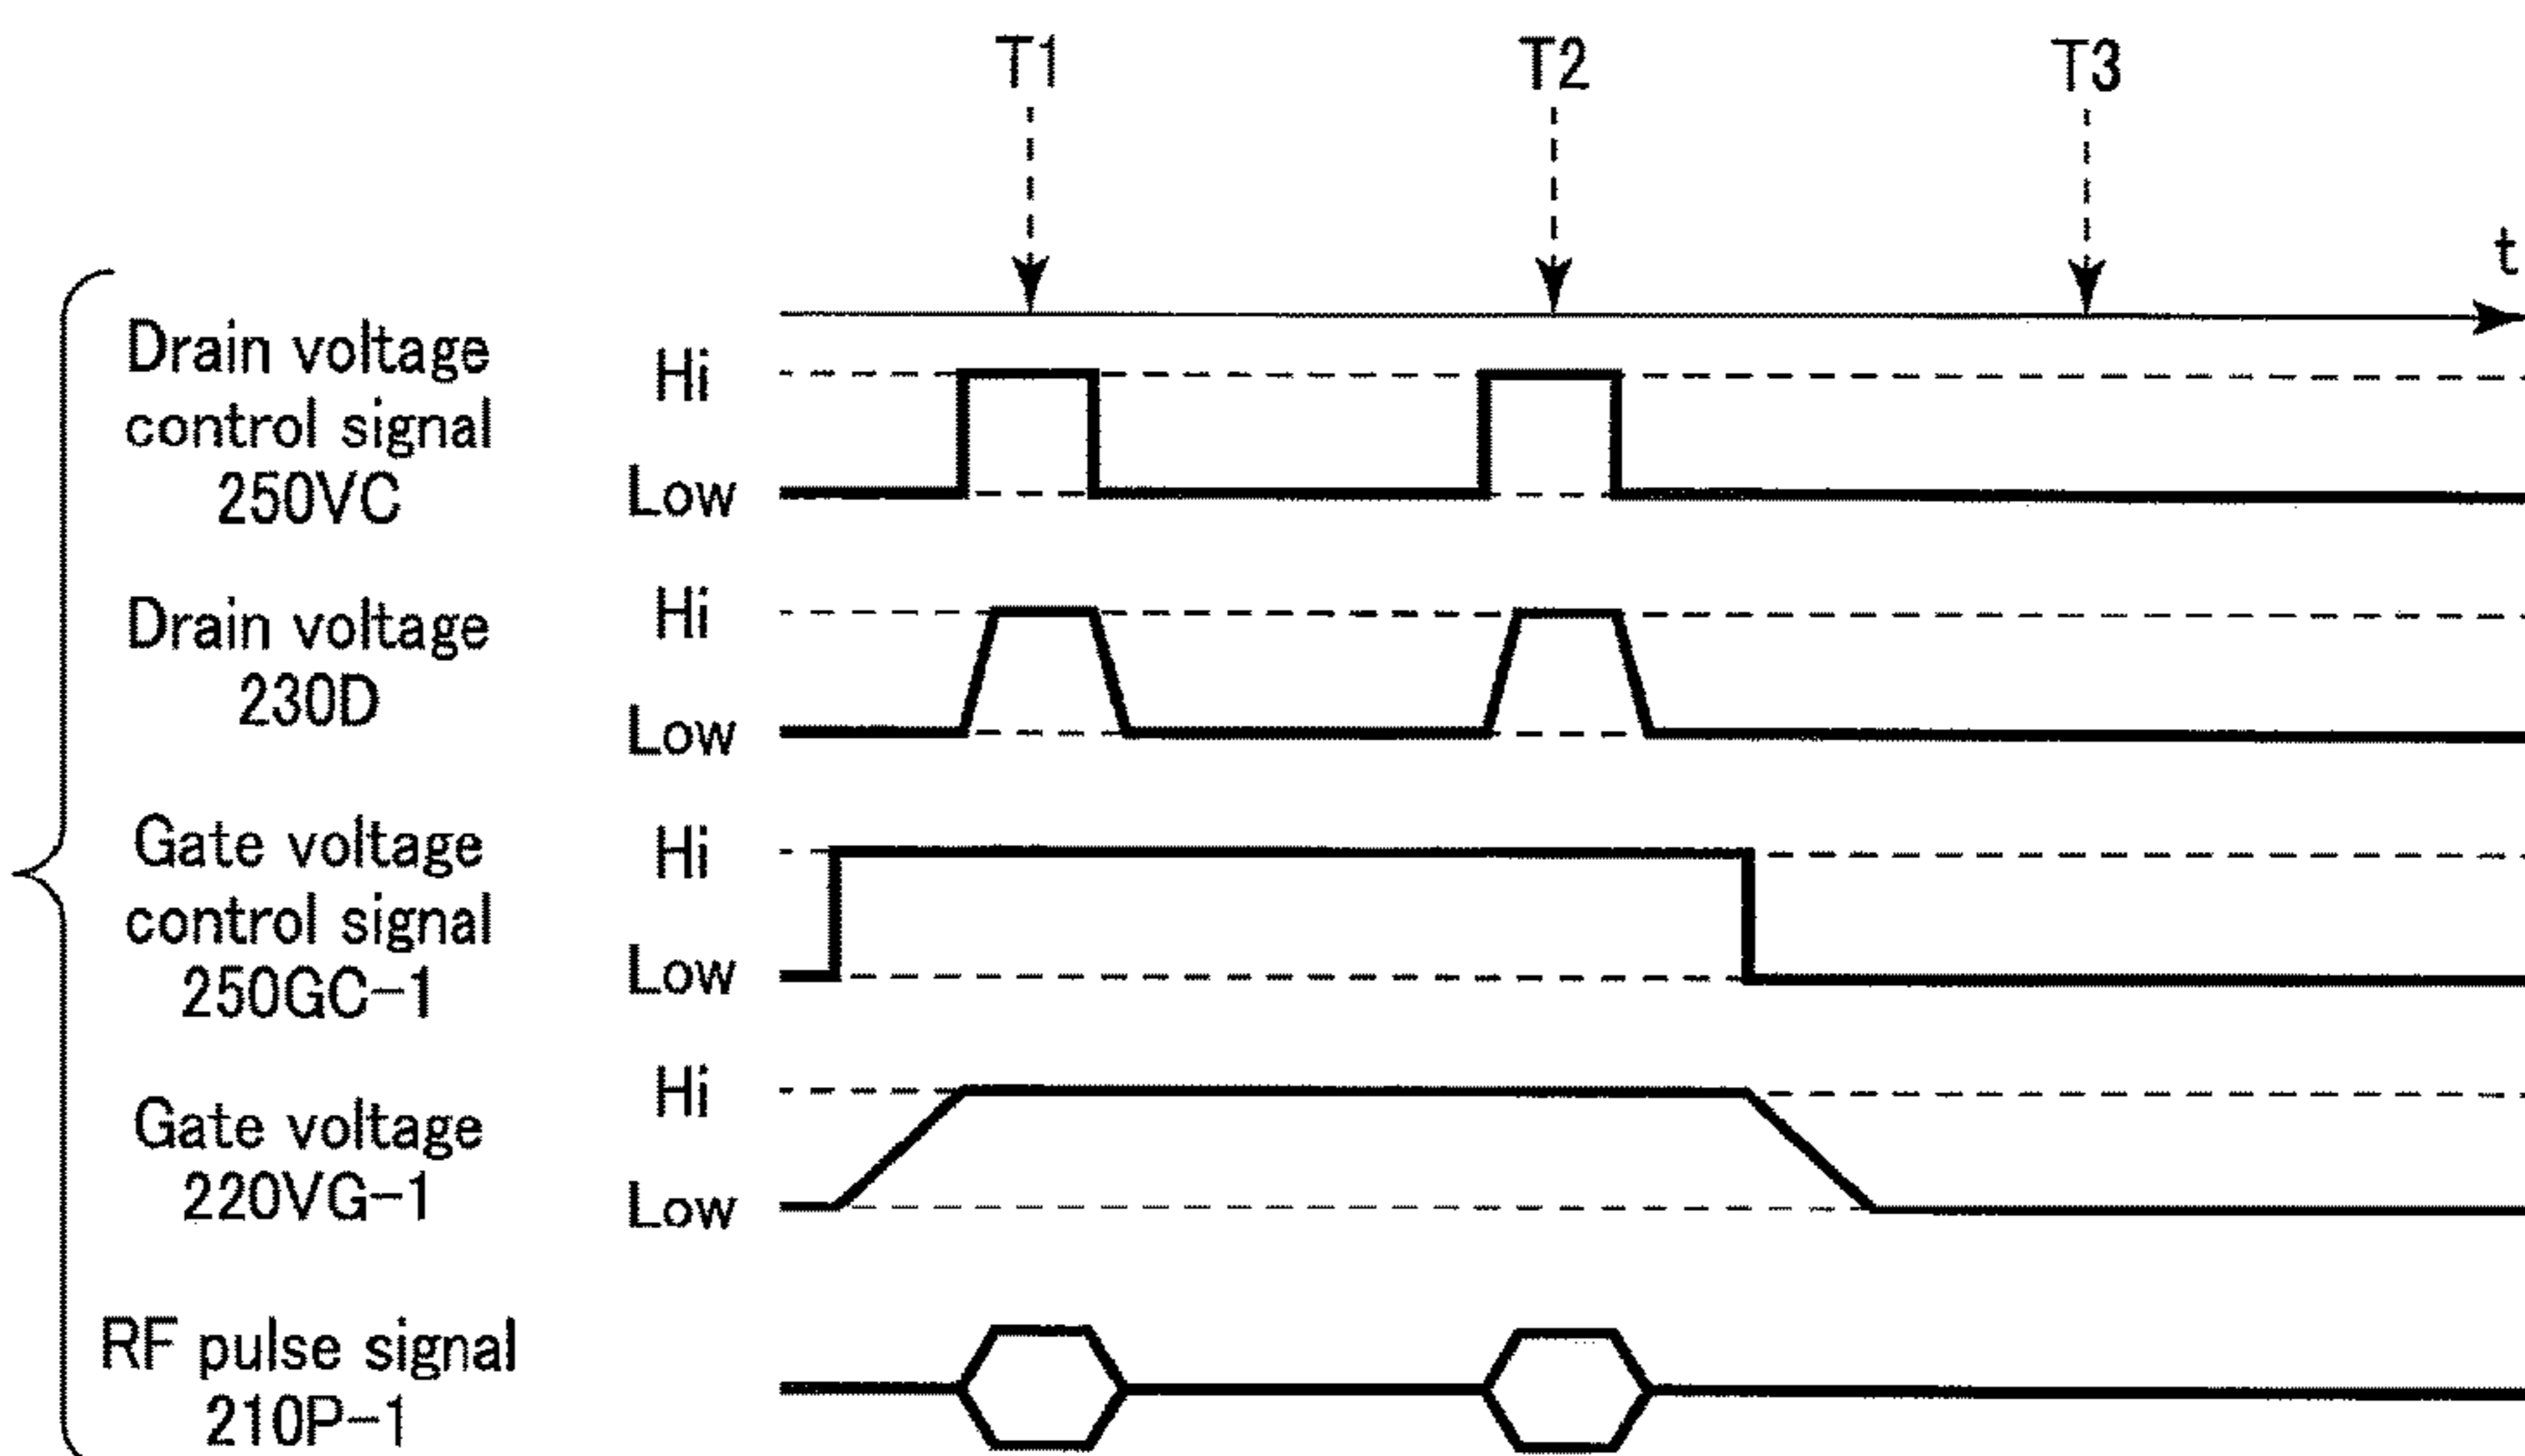 T1 T2 T3
t
Drain voltage
control signal
250VC
Hi
Low
Drain voltage
230D
Hi
Low
Gate voltage
control signal
250GC-1
Hi
Low
Gate voltage
220VG-1
Hi
Low
RF pulse signal
210P-1